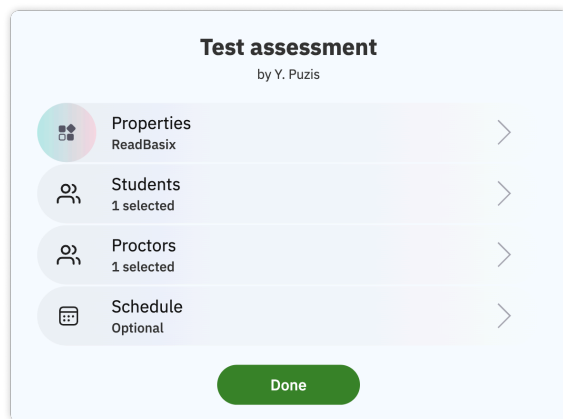 Test assessment
by Y. Puzis
Properties
ReadBasix
Students
1 selected
Proctors
1 selected
Schedule
Optional
Done